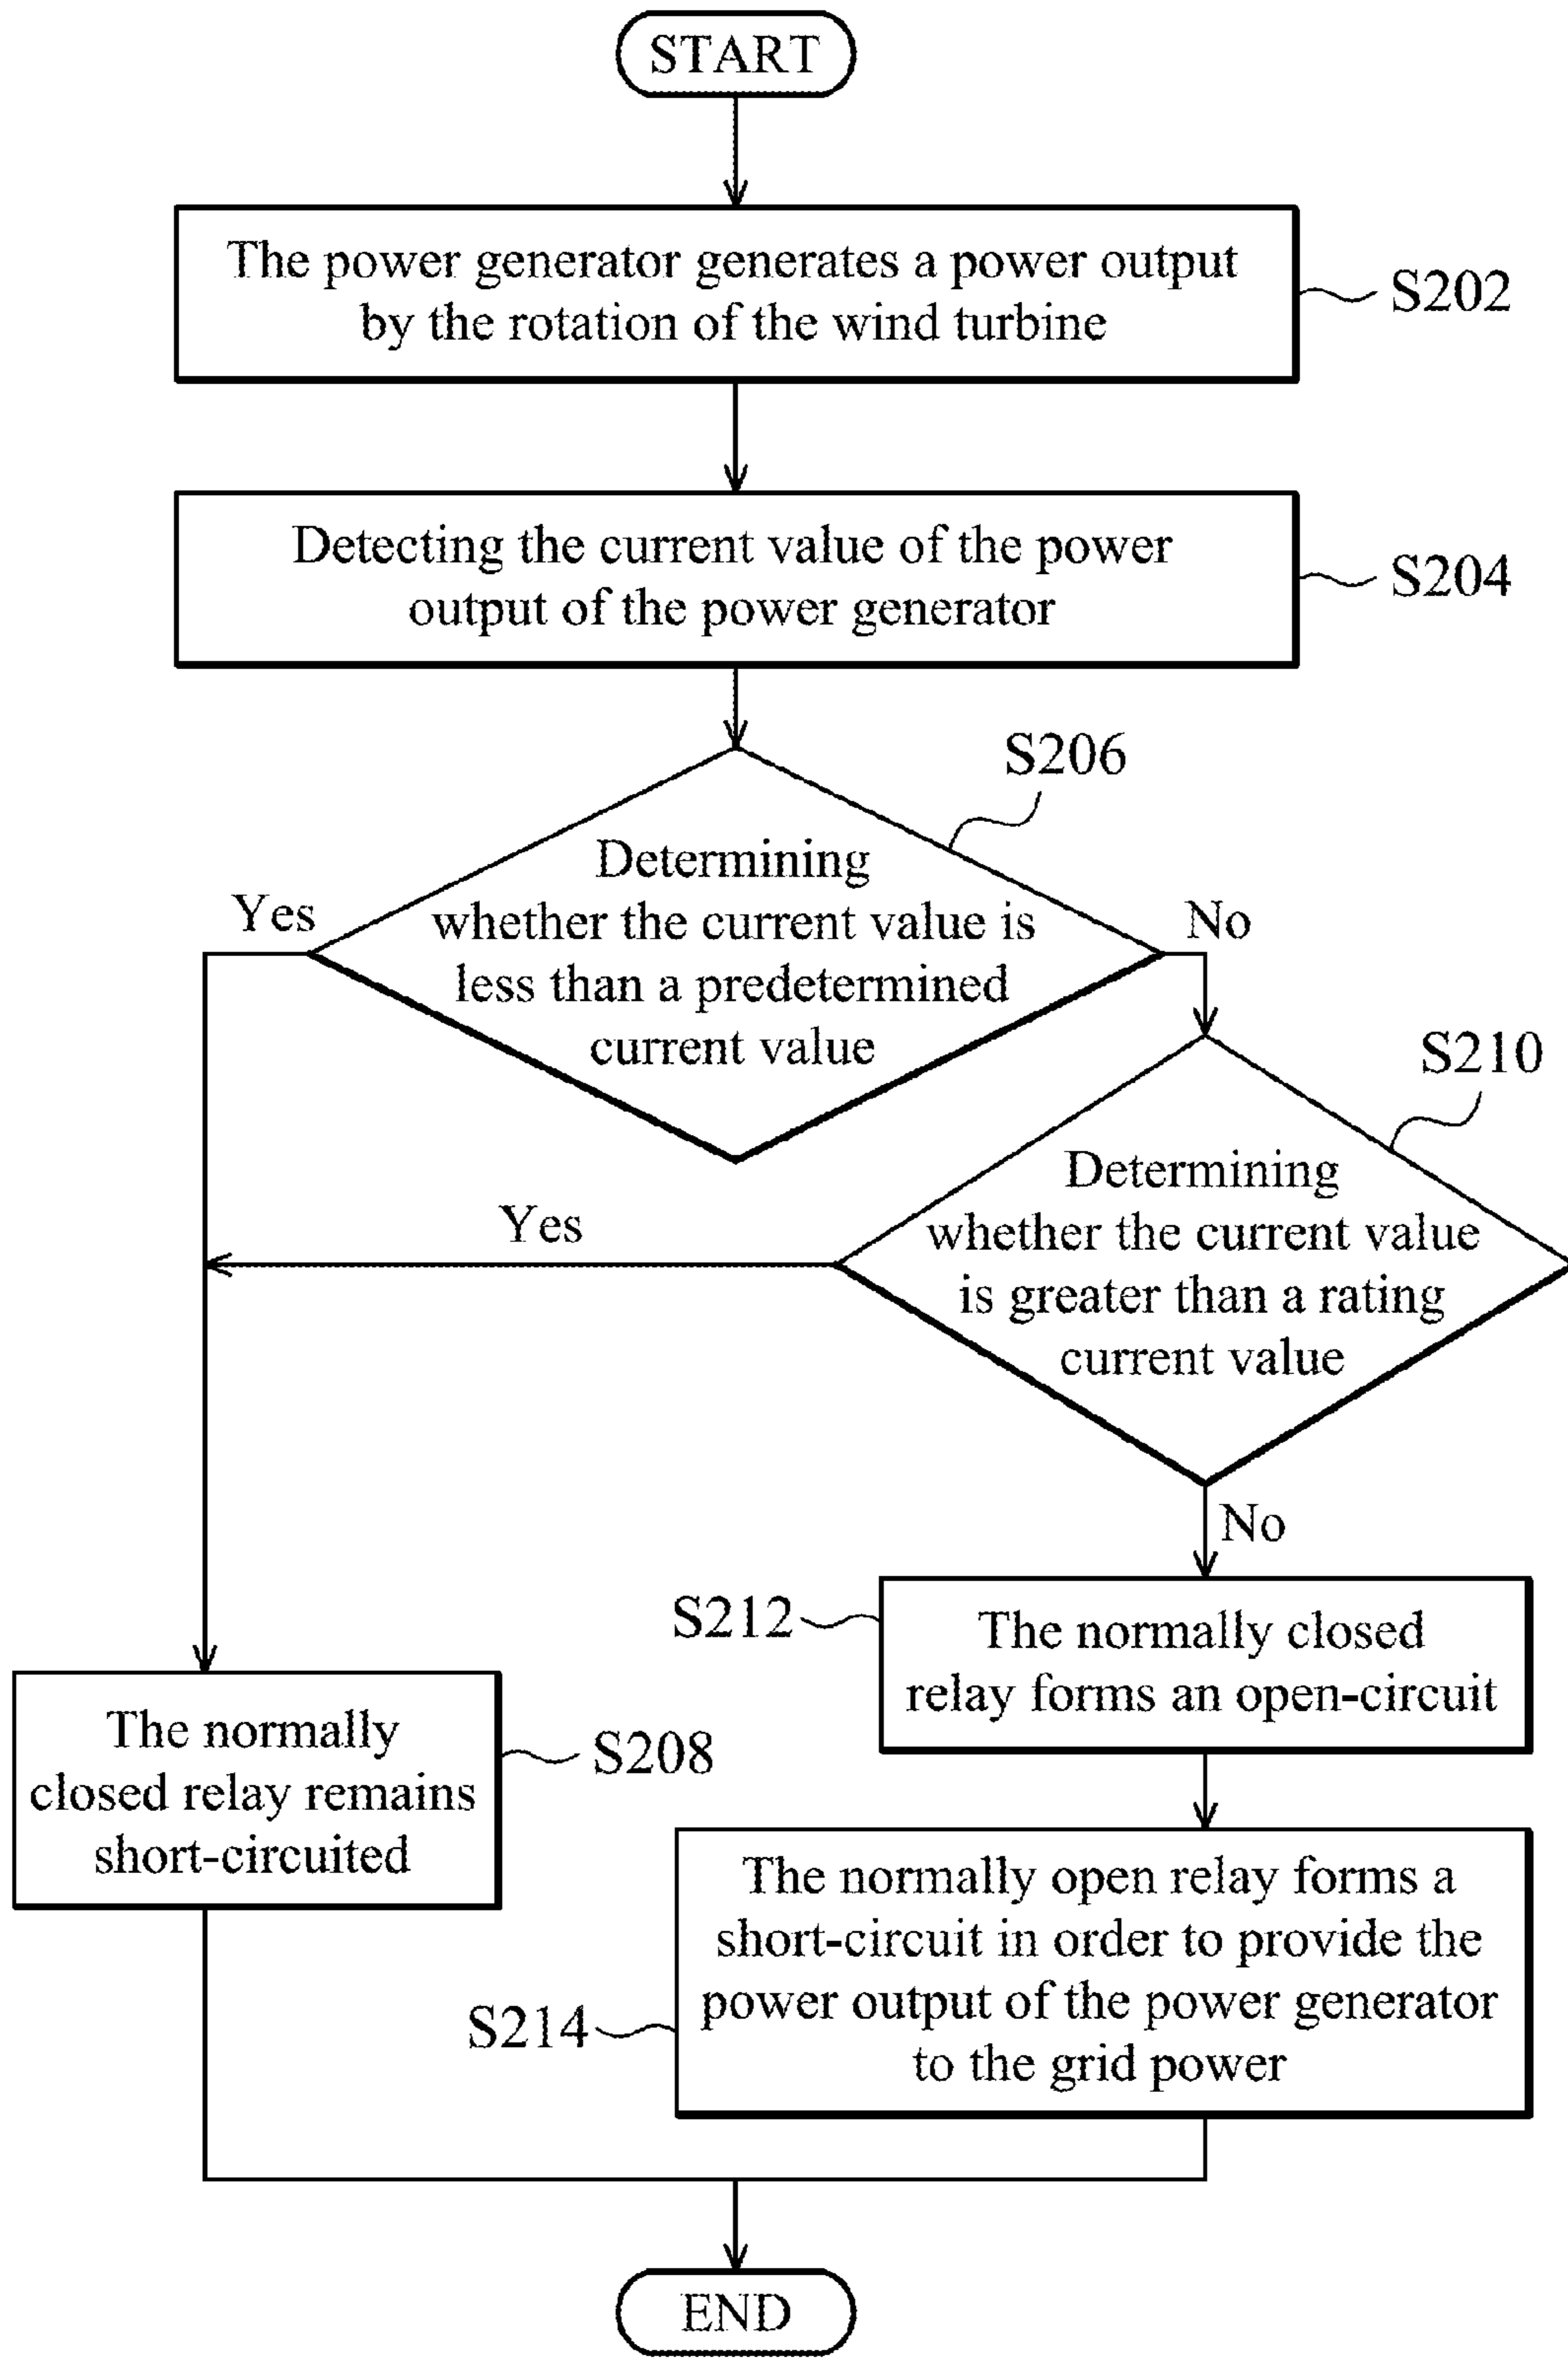 START
The power generator generates a power output
by the rotation of the wind turbine
S202
Detecting the current value of the power
output of the power generator
S204
S206
Determining
whether the current value is
less than a predetermined
current value
Yes
No
S210
Determining
whether the current value
is greater than a rating
current value
Yes
No
S212
The normally closed
relay forms an open-circuit
The normally
closed relay remains
short-circuited
S208
The normally open relay forms a
short-circuit in order to provide the
power output of the power generator
to the grid power
S214
END